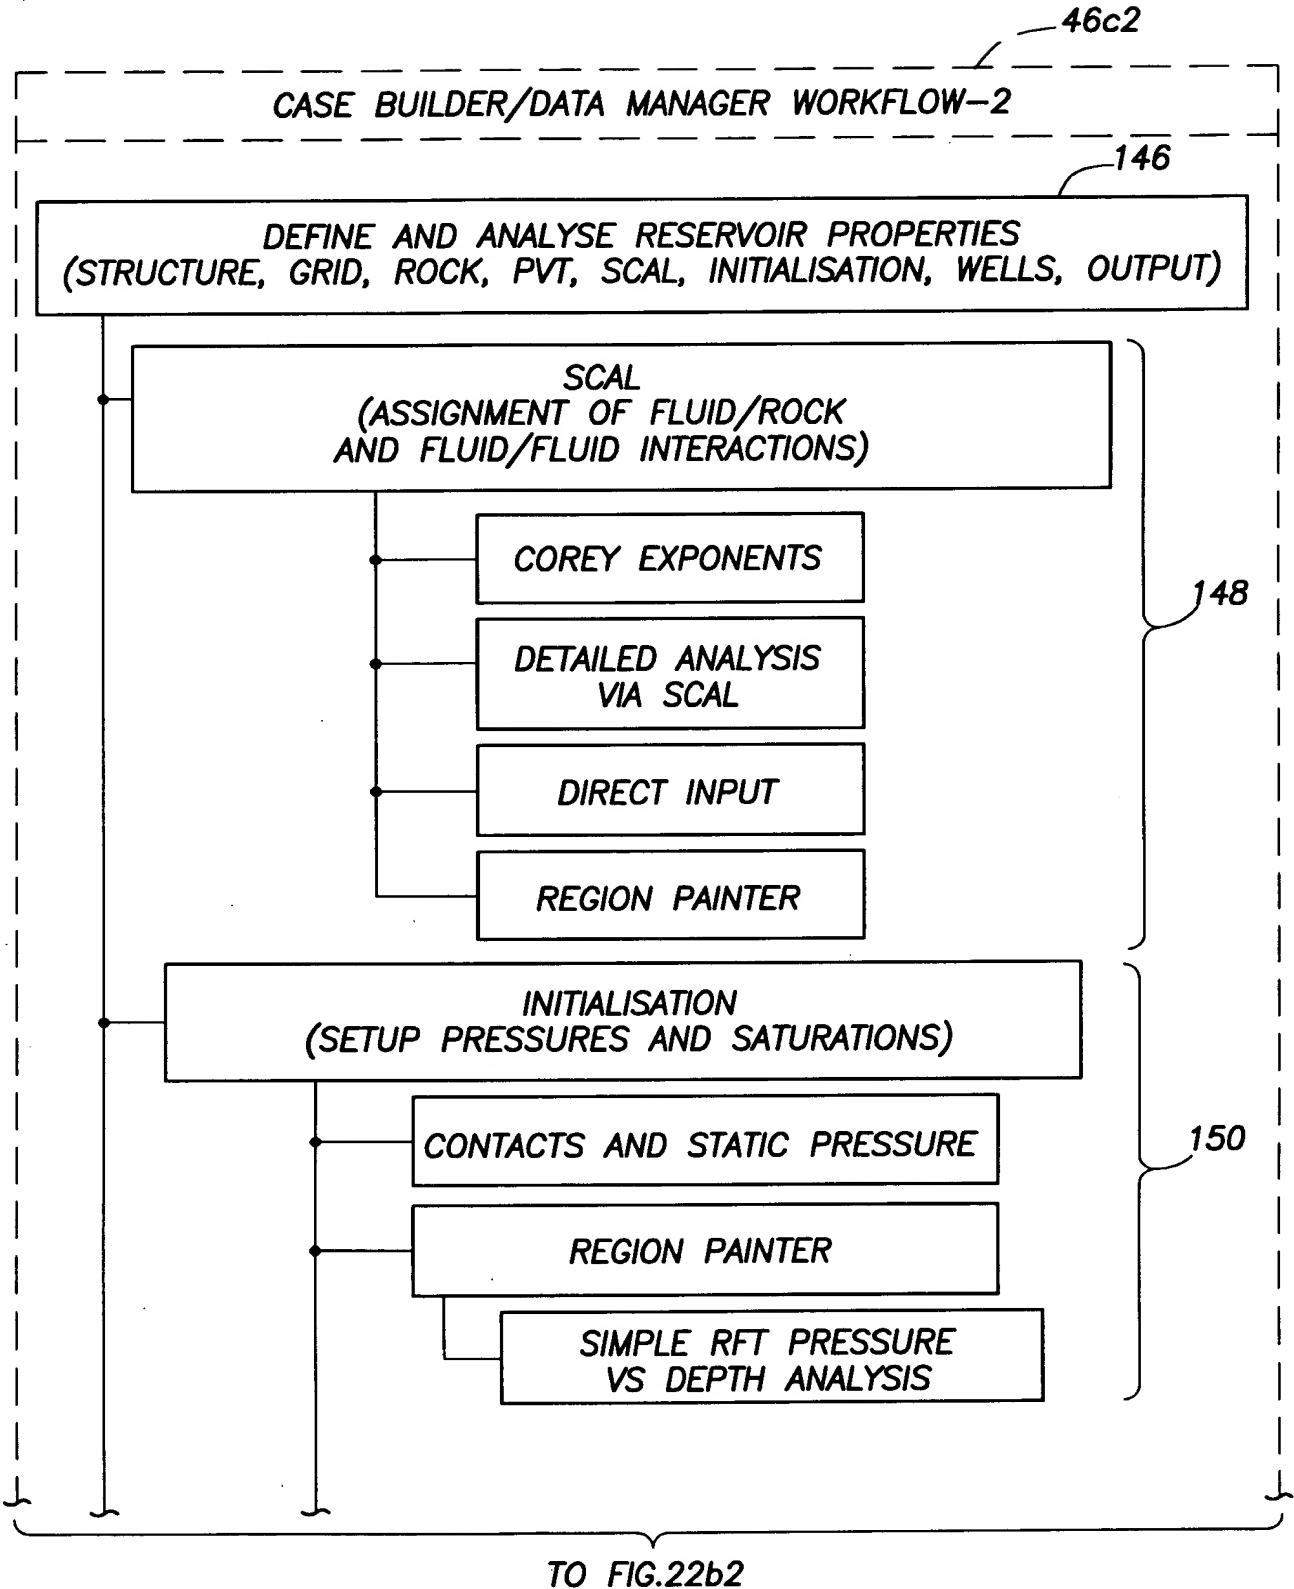 46c2
CASE BUILDER/DATA MANAGER WORKFLOW-2
146
DEFINE AND ANALYSE RESERVOIR PROPERTIES
(STRUCTURE, GRID, ROCK, PVT, SCAL, INITIALISATION, WELLS, OUTPUT)
SCAL
(ASSIGNMENT OF FLUID/ROCK
AND FLUID/FLUID INTERACTIONS)
COREY EXPONENTS
148
DETAILED ANALYSIS
VIA SCAL
DIRECT INPUT
REGION PAINTER
INITIALISATION
(SETUP PRESSURES AND SATURATIONS)
CONTACTS AND STATIC PRESSURE
150
REGION PAINTER
SIMPLE RFT PRESSURE
VS DEPTH ANALYSIS
TO FIG.22b2